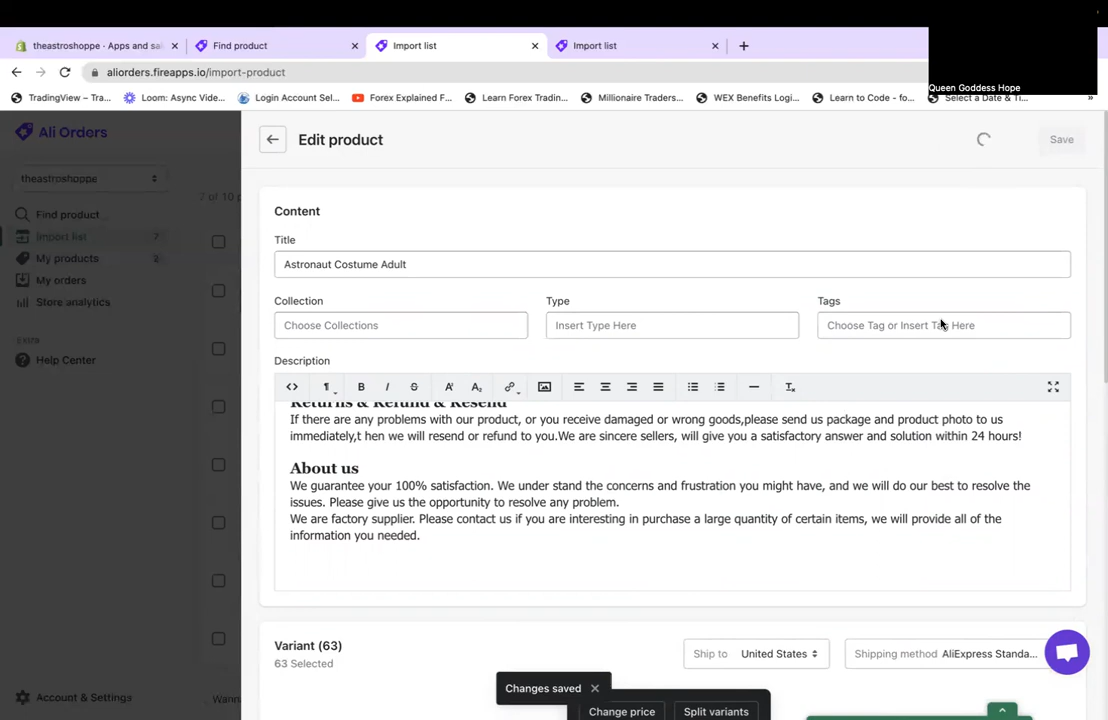 theastroshoppe · Apps and sa
Find product
Import list
Import list
aliorders.fireapps.io/import-product
Queen Goddess Hope
TradingView – Tra...
Loom: Async Vide...
Login Account Sel...
Forex Explained F...
Learn Forex Tradin...
Millionaire Traders...
WEX Benefits Logi...
Learn to Code - fo...
Select a Date & Ti...
»
Ali Orders
Edit product
Save
theastroshoppe
7 of 10 p
Find product
Import list 7
My products 2
My orders
Store analytics
Extra
Help Center
Account & Settings
Wanna
Content
Title
Astronaut Costume Adult
Collection Type Tags
Choose Collections Insert Type Here Choose Tag or Insert Tag Here
Description
Returns & Refund & Resend
If there are any problems with our product, or you receive damaged or wrong goods,please send us package and product photo to us
immediately,t hen we will resend or refund to you.We are sincere sellers, will give you a satisfactory answer and solution within 24 hours!
About us
We guarantee your 100% satisfaction. We under stand the concerns and frustration you might have, and we will do our best to resolve the
issues. Please give us the opportunity to resolve any problem.
We are factory supplier. Please contact us if you are interesting in purchase a large quantity of certain items, we will provide all of the
information you needed.
Variant (63)
63 Selected
Ship to United States
Shipping method AliExpress Standa...
Changes saved
Change price Split variants